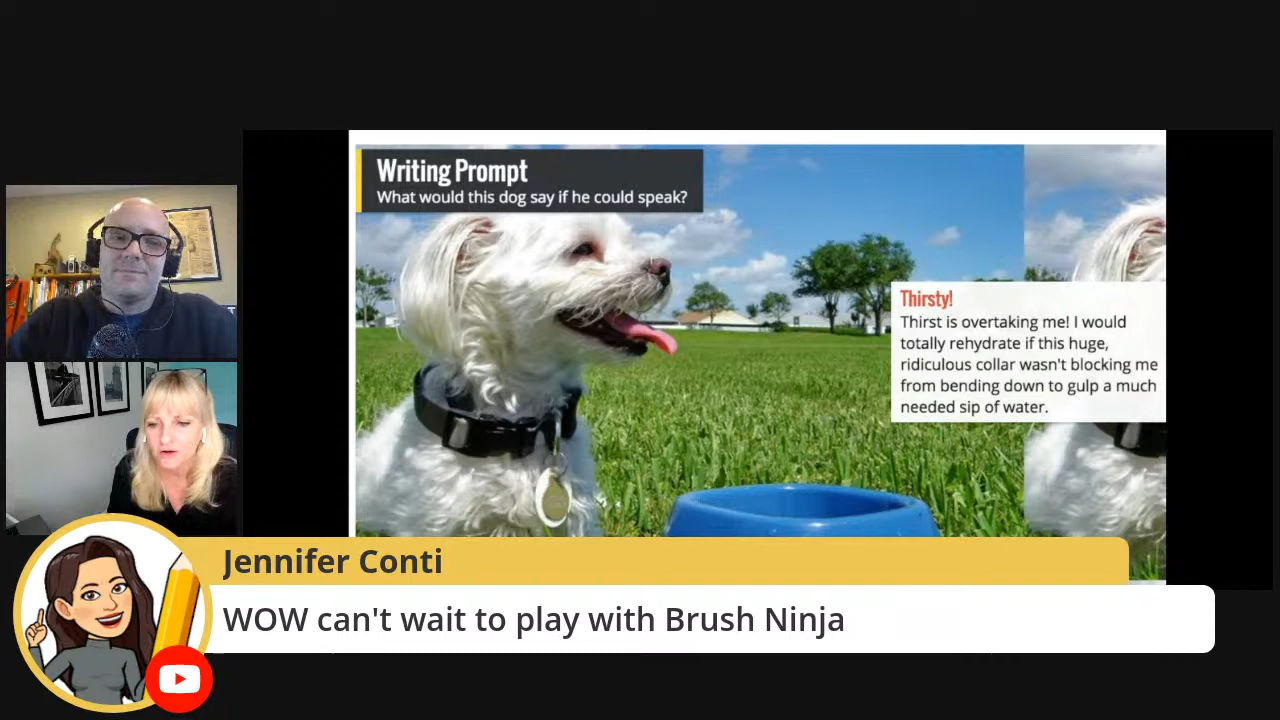 Writing Prompt
What would this dog say if he could speak?
Thirsty!
Thirst is overtaking me! I would
totally rehydrate if this huge,
ridiculous collar wasn't blocking me
from bending down to gulp a much
needed sip of water.
Jennifer Conti
WOW can't wait to play with Brush Ninja